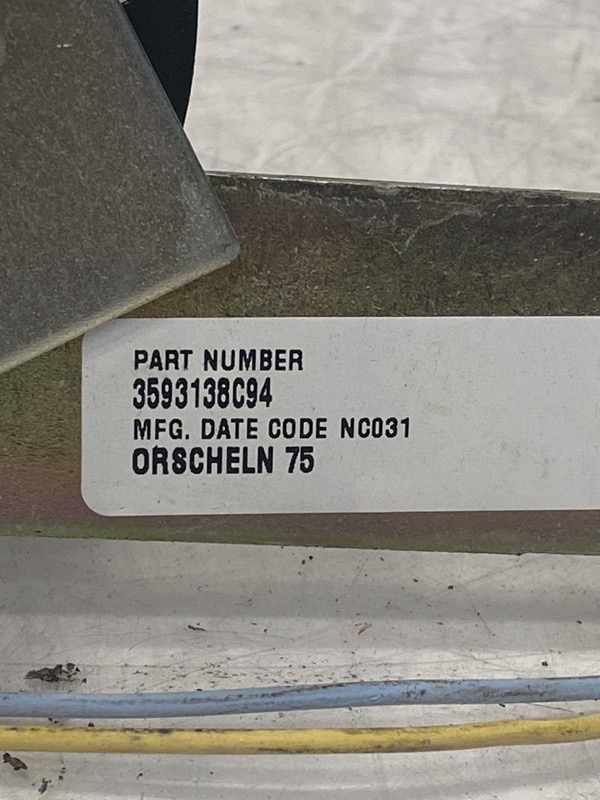 PART NUMBER
3593138C94
MFG. DATE CODE NC031
ORSCHELN 75